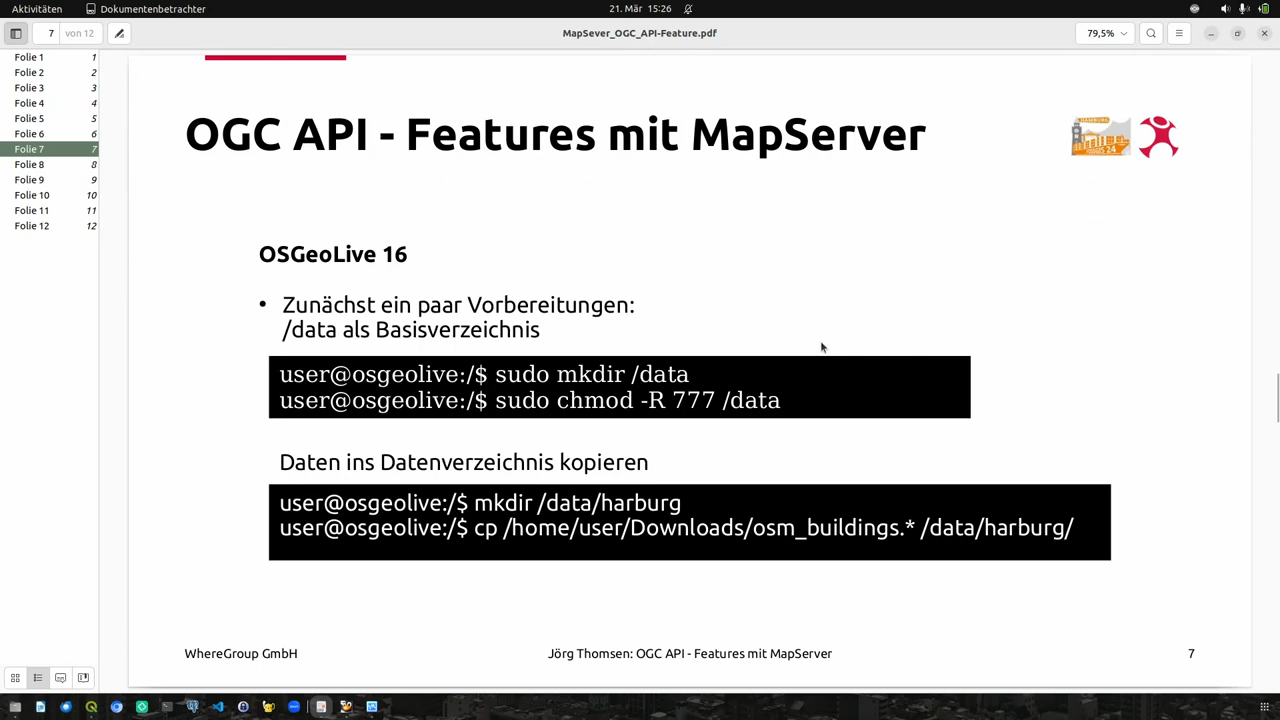 Aktivitäten
Dokumentenbetrachter
21. Mär 15:26
7 von 12
MapSever_OGC_API-Feature.pdf
79,5%
Folie 1 1
Folie 2 2
Folie 3 3
Folie 4 4
Folie 5 5
Folie 6 6
Folie 7 7
Folie 8 8
Folie 9 9
Folie 10 10
Folie 11 11
Folie 12 12
OGC API - Features mit MapServer
OSGeoLive 16
• Zunächst ein paar Vorbereitungen:
/data als Basisverzeichnis
user@osgeolive:/$ sudo mkdir /data
user@osgeolive:/$ sudo chmod -R 777 /data
Daten ins Datenverzeichnis kopieren
user@osgeolive:/$ mkdir /data/harburg
user@osgeolive:/$ cp /home/user/Downloads/osm_buildings.* /data/harburg/
WhereGroup GmbH
Jörg Thomsen: OGC API - Features mit MapServer
7